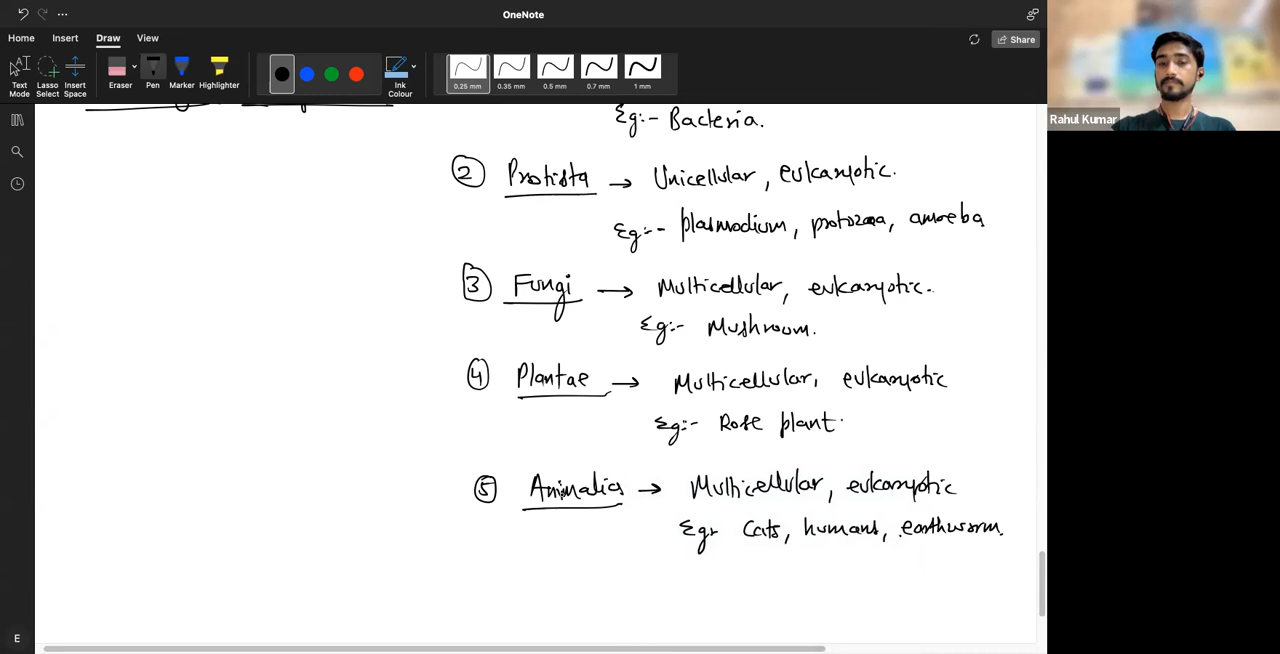 OneNote
Home Insert Draw View
Share
Text Mode Lasso Select Insert Space Eraser Pen Marker Highlighter Ink Colour 0.25 mm 0.35 mm 0.5 mm 0.7 mm 1 mm
Rahul Kumar
Eg:- Bacteria.
② Protista → Unicellular, eukaryotic.
Eg:-- plasmodium, protozoa, amoeba
③ Fungi → Multicellular, eukaryotic.
Eg:- Mushroom.
④ Plantae → Multicellular, eukaryotic
Eg:- Rose plant.
⑤ Animalia → Multicellular, eukaryotic
Eg:- Cats, humans, earthworm.
E